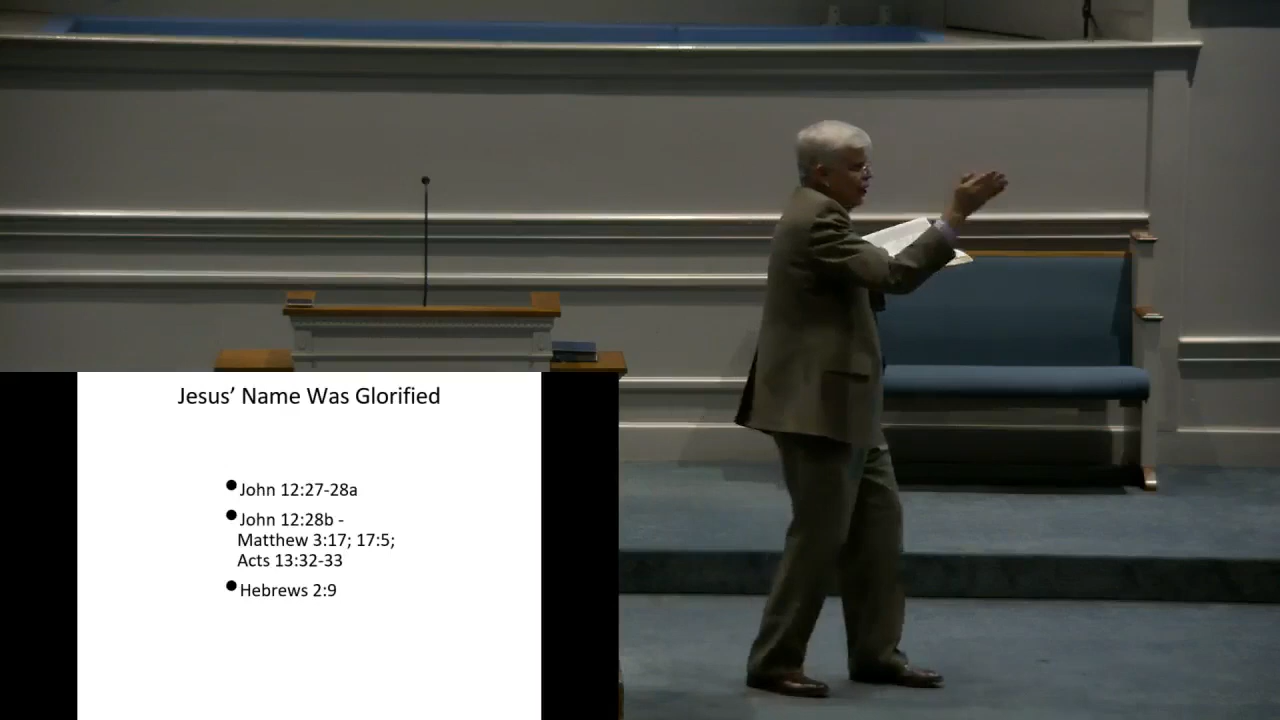 Jesus’ Name Was Glorified
●John 12:27-28a
●John 12:28b -
Matthew 3:17; 17:5;
Acts 13:32-33
●Hebrews 2:9